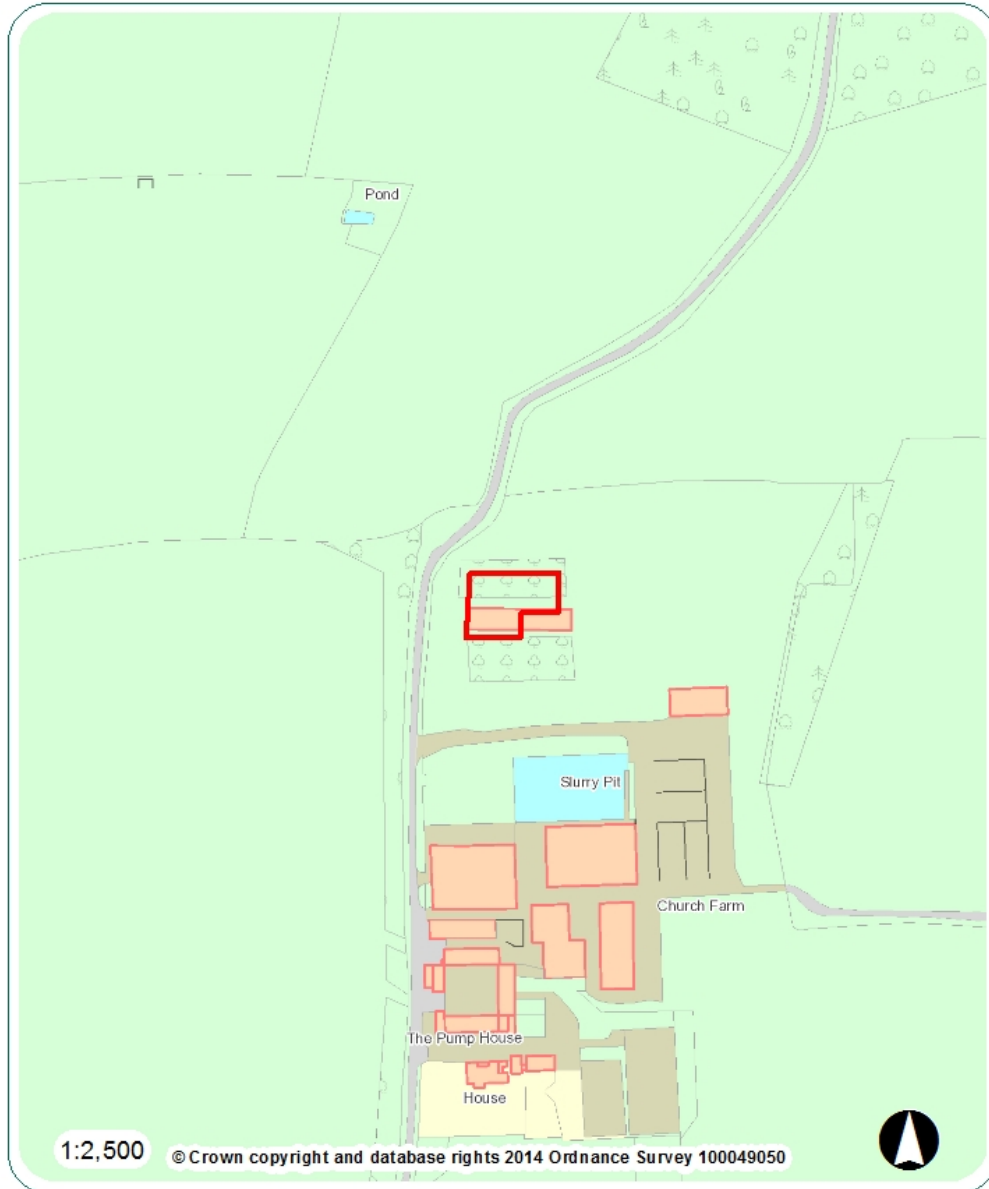 Pond
Slurry Pit
Church Farm
The Pump House
House
1:2,500
© Crown copyright and database rights 2014 Ordnance Survey 100049050